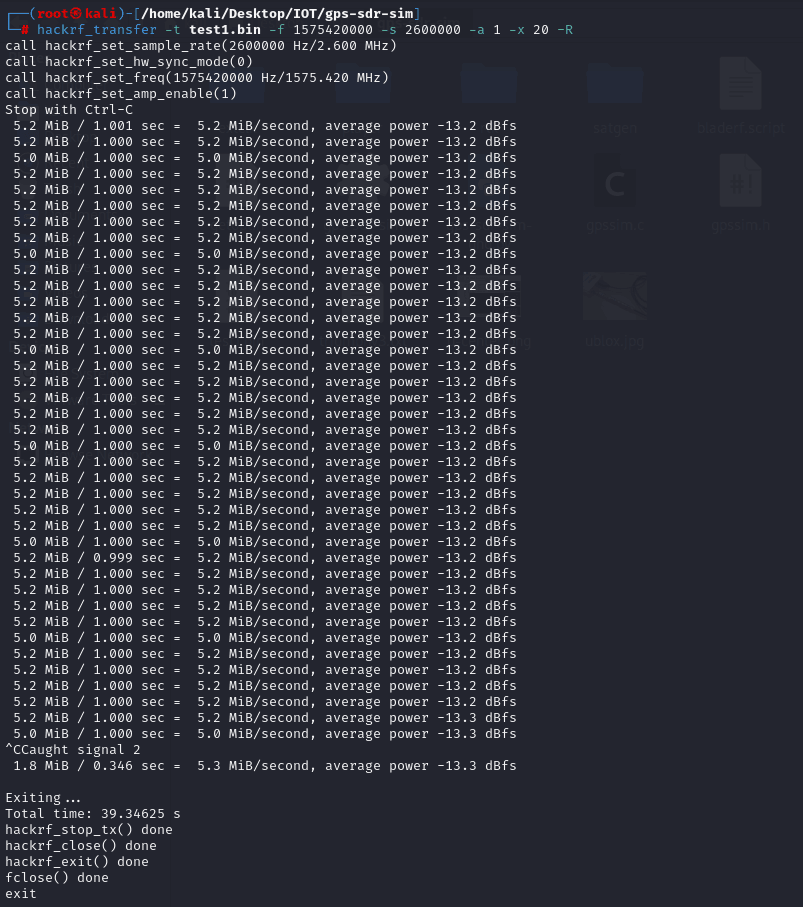 ┌──(root㉿kali)-[/home/kali/Desktop/IOT/gps-sdr-sim]
└─# hackrf_transfer -t test1.bin -f 1575420000 -s 2600000 -a 1 -x 20 -R
call hackrf_set_sample_rate(2600000 Hz/2.600 MHz)
call hackrf_set_hw_sync_mode(0)
call hackrf_set_freq(1575420000 Hz/1575.420 MHz)
call hackrf_set_amp_enable(1)
Stop with Ctrl-C
5.2 MiB / 1.001 sec = 5.2 MiB/second, average power -13.2 dBfs
5.2 MiB / 1.000 sec = 5.2 MiB/second, average power -13.2 dBfs
5.0 MiB / 1.000 sec = 5.0 MiB/second, average power -13.2 dBfs
5.2 MiB / 1.000 sec = 5.2 MiB/second, average power -13.2 dBfs
5.2 MiB / 1.000 sec = 5.2 MiB/second, average power -13.2 dBfs
5.2 MiB / 1.000 sec = 5.2 MiB/second, average power -13.2 dBfs
5.2 MiB / 1.000 sec = 5.2 MiB/second, average power -13.2 dBfs
5.2 MiB / 1.000 sec = 5.2 MiB/second, average power -13.2 dBfs
5.0 MiB / 1.000 sec = 5.0 MiB/second, average power -13.2 dBfs
5.2 MiB / 1.000 sec = 5.2 MiB/second, average power -13.2 dBfs
5.2 MiB / 1.000 sec = 5.2 MiB/second, average power -13.2 dBfs
5.2 MiB / 1.000 sec = 5.2 MiB/second, average power -13.2 dBfs
5.2 MiB / 1.000 sec = 5.2 MiB/second, average power -13.2 dBfs
5.2 MiB / 1.000 sec = 5.2 MiB/second, average power -13.2 dBfs
5.0 MiB / 1.000 sec = 5.0 MiB/second, average power -13.2 dBfs
5.2 MiB / 1.000 sec = 5.2 MiB/second, average power -13.2 dBfs
5.2 MiB / 1.000 sec = 5.2 MiB/second, average power -13.2 dBfs
5.2 MiB / 1.000 sec = 5.2 MiB/second, average power -13.2 dBfs
5.2 MiB / 1.000 sec = 5.2 MiB/second, average power -13.2 dBfs
5.2 MiB / 1.000 sec = 5.2 MiB/second, average power -13.2 dBfs
5.0 MiB / 1.000 sec = 5.0 MiB/second, average power -13.2 dBfs
5.2 MiB / 1.000 sec = 5.2 MiB/second, average power -13.2 dBfs
5.2 MiB / 1.000 sec = 5.2 MiB/second, average power -13.2 dBfs
5.2 MiB / 1.000 sec = 5.2 MiB/second, average power -13.2 dBfs
5.2 MiB / 1.000 sec = 5.2 MiB/second, average power -13.2 dBfs
5.2 MiB / 1.000 sec = 5.2 MiB/second, average power -13.2 dBfs
5.0 MiB / 1.000 sec = 5.0 MiB/second, average power -13.2 dBfs
5.2 MiB / 0.999 sec = 5.2 MiB/second, average power -13.2 dBfs
5.2 MiB / 1.000 sec = 5.2 MiB/second, average power -13.2 dBfs
5.2 MiB / 1.000 sec = 5.2 MiB/second, average power -13.2 dBfs
5.2 MiB / 1.000 sec = 5.2 MiB/second, average power -13.2 dBfs
5.2 MiB / 1.000 sec = 5.2 MiB/second, average power -13.2 dBfs
5.0 MiB / 1.000 sec = 5.0 MiB/second, average power -13.2 dBfs
5.2 MiB / 1.000 sec = 5.2 MiB/second, average power -13.2 dBfs
5.2 MiB / 1.000 sec = 5.2 MiB/second, average power -13.2 dBfs
5.2 MiB / 1.000 sec = 5.2 MiB/second, average power -13.2 dBfs
5.2 MiB / 1.000 sec = 5.2 MiB/second, average power -13.2 dBfs
5.2 MiB / 1.000 sec = 5.2 MiB/second, average power -13.3 dBfs
5.0 MiB / 1.000 sec = 5.0 MiB/second, average power -13.3 dBfs
^CCaught signal 2
1.8 MiB / 0.346 sec = 5.3 MiB/second, average power -13.3 dBfs
Exiting...
Total time: 39.34625 s
hackrf_stop_tx() done
hackrf_close() done
hackrf_exit() done
fclose() done
exit
gpssim.c
gpssim.h
ublox.jpg